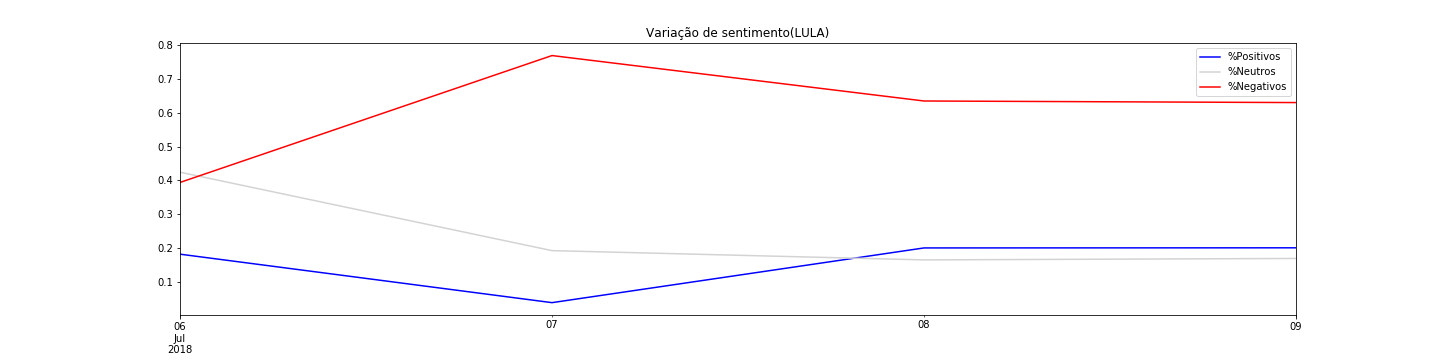 Variação de sentimento(LULA)
0.8
0.7
0.6
0.5
0.4
0.3
0.2
0.1
%Positivos
%Neutros
%Negativos
06
Jul
2018
07
08
09